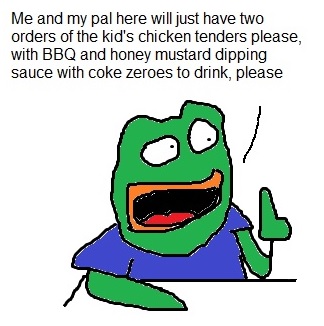 Me and my pal here will just have two
orders of the kid's chicken tenders please,
with BBQ and honey mustard dipping
sauce with coke zeroes to drink, please